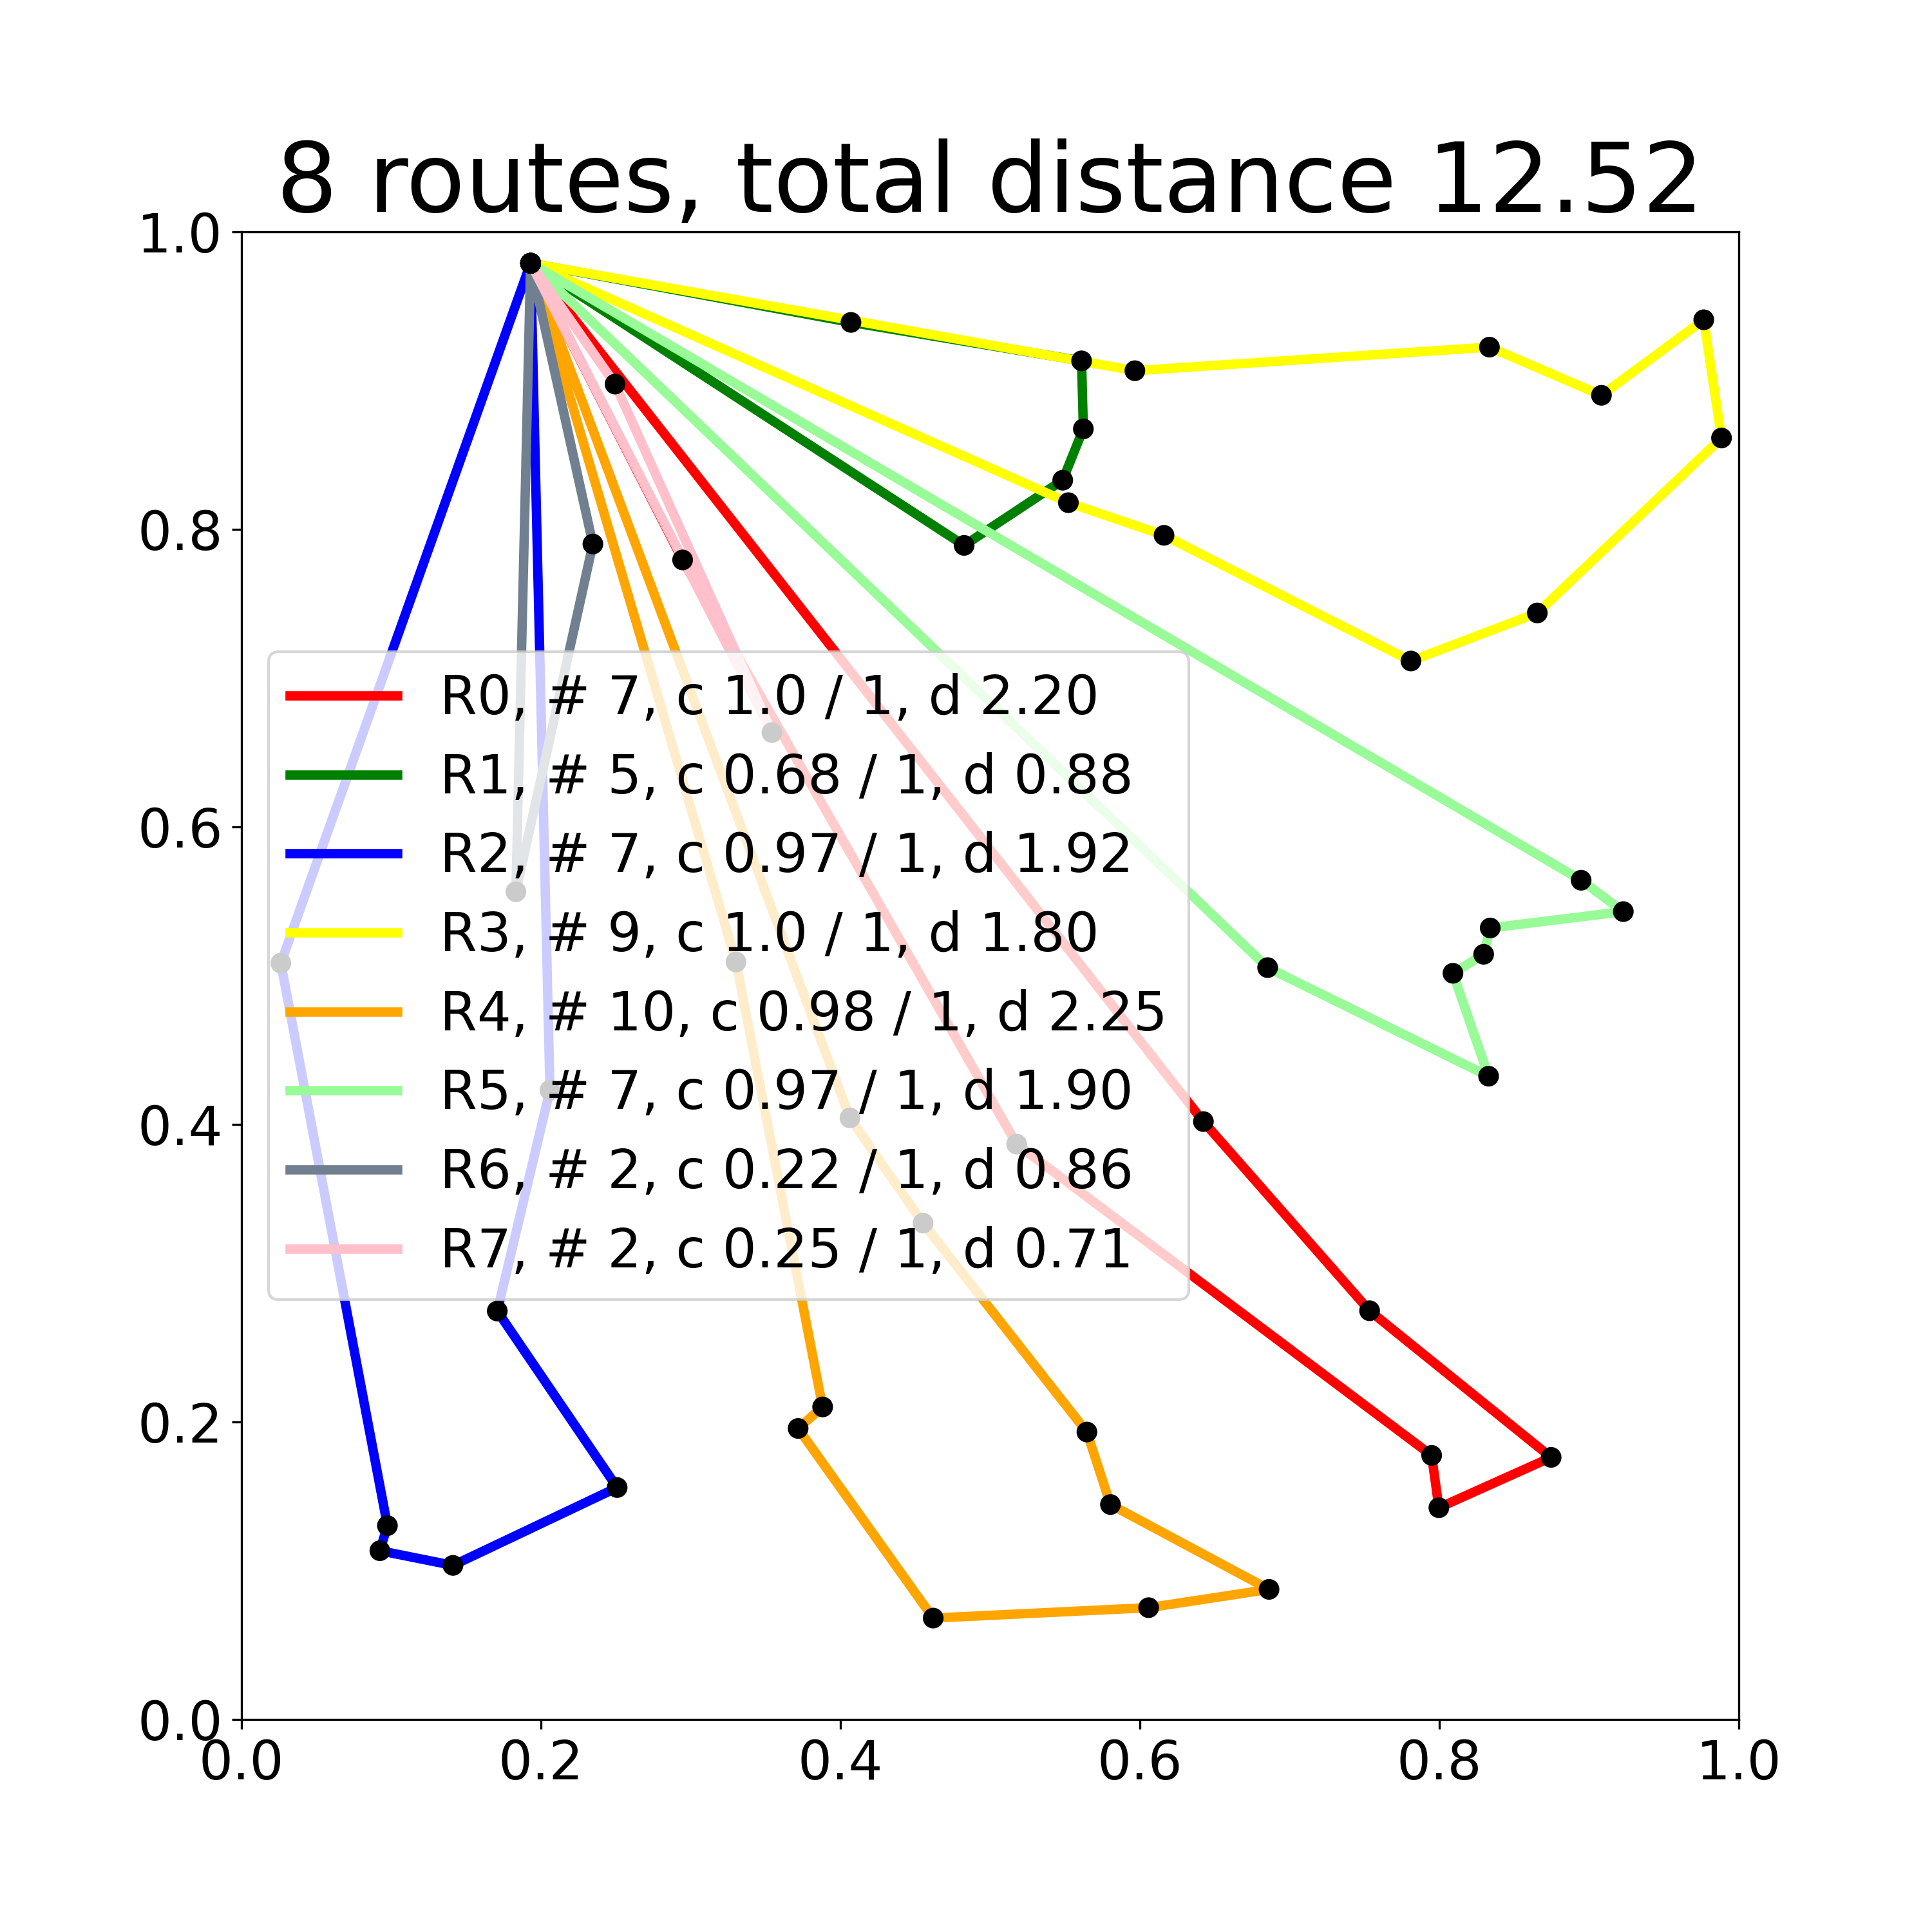 8 routes, total distance 12.52
1.0
0.8
0.6
0.4
0.2
0.0
R0, # 7, c 1.0 / 1, d 2.20
R1, # 5, c 0.68 / 1, d 0.88
R2, # 7, c 0.97 / 1, d 1.92
R3, # 9, c 1.0 / 1, d 1.80
R4, # 10, c 0.98 / 1, d 2.25
R5, # 7, c 0.97 / 1, d 1.90
R6, # 2, c 0.22 / 1, d 0.86
R7, # 2, c 0.25 / 1, d 0.71
0.0 0.2 0.4 0.6 0.8 1.0